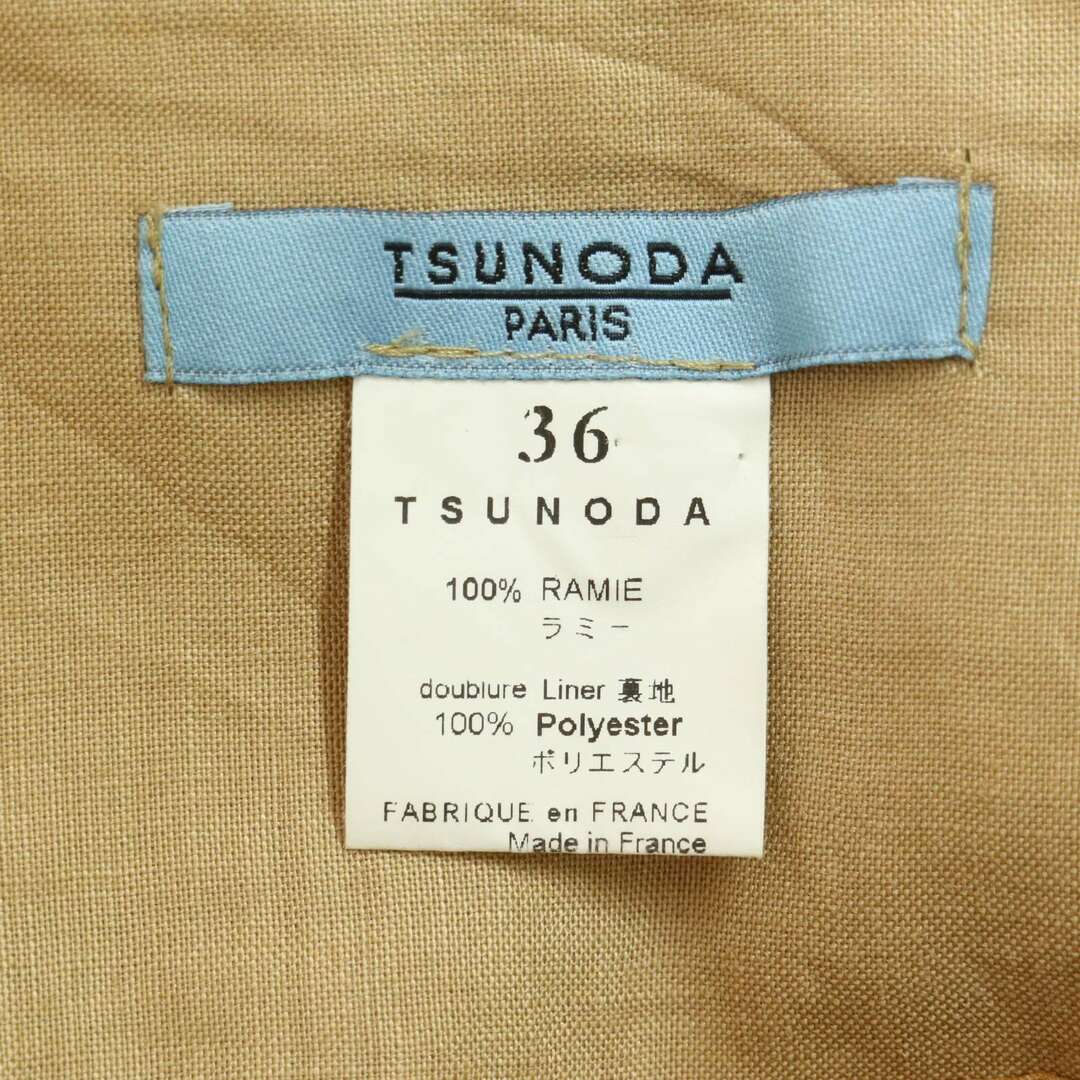 TSUNODA
PARIS
36
TSUNODA
100% RAMIE
ラミー
doublure Liner 裏地
100% Polyester
ポリエステル
FABRIQUE en FRANCE
Made in France